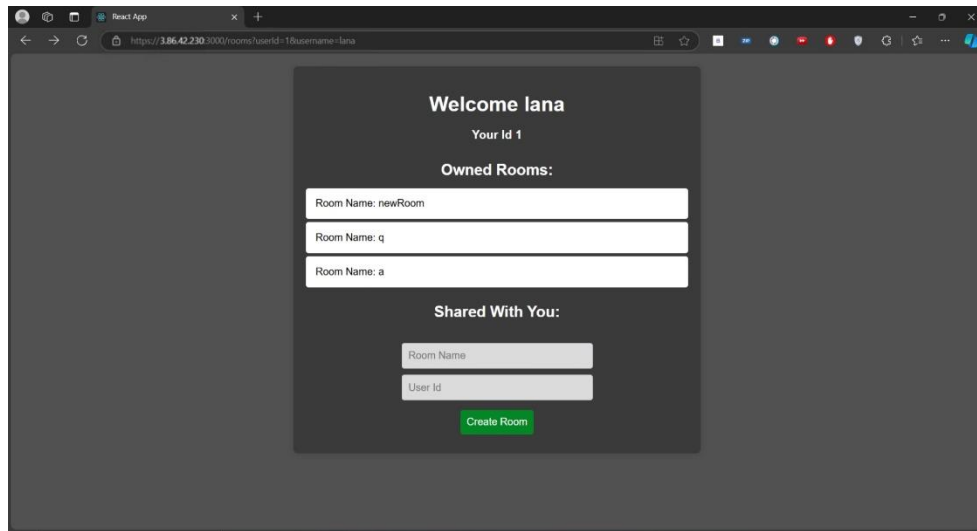 React App
https://3.86.42.230:3000/rooms?userId=1&username=lana
Welcome lana
Your Id 1
Owned Rooms:
Room Name: newRoom
Room Name: q
Room Name: a
Shared With You:
Room Name
User Id
Create Room